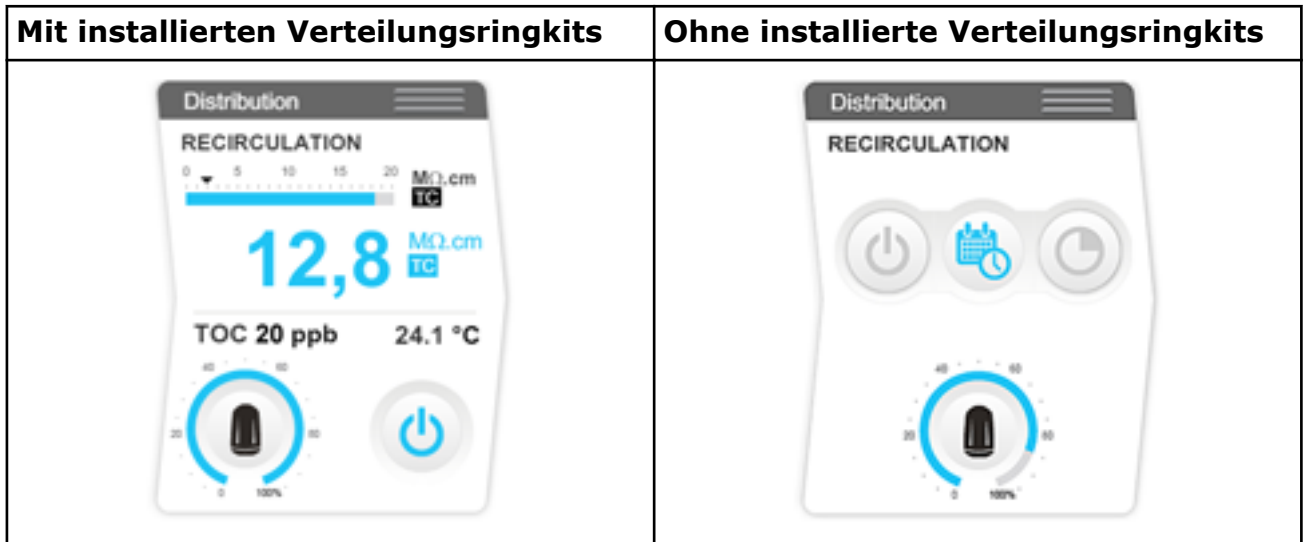 Mit installierten Verteilungsringkits
Ohne installierte Verteilungsringkits
Distribution
RECIRCULATION
0 5 10 15 20 MΩ.cm
TC
12,8 MΩ.cm
TC
TOC 20 ppb 24.1 °C
40 60
20 80
0 100%
Distribution
RECIRCULATION
40 60
20 80
0 100%